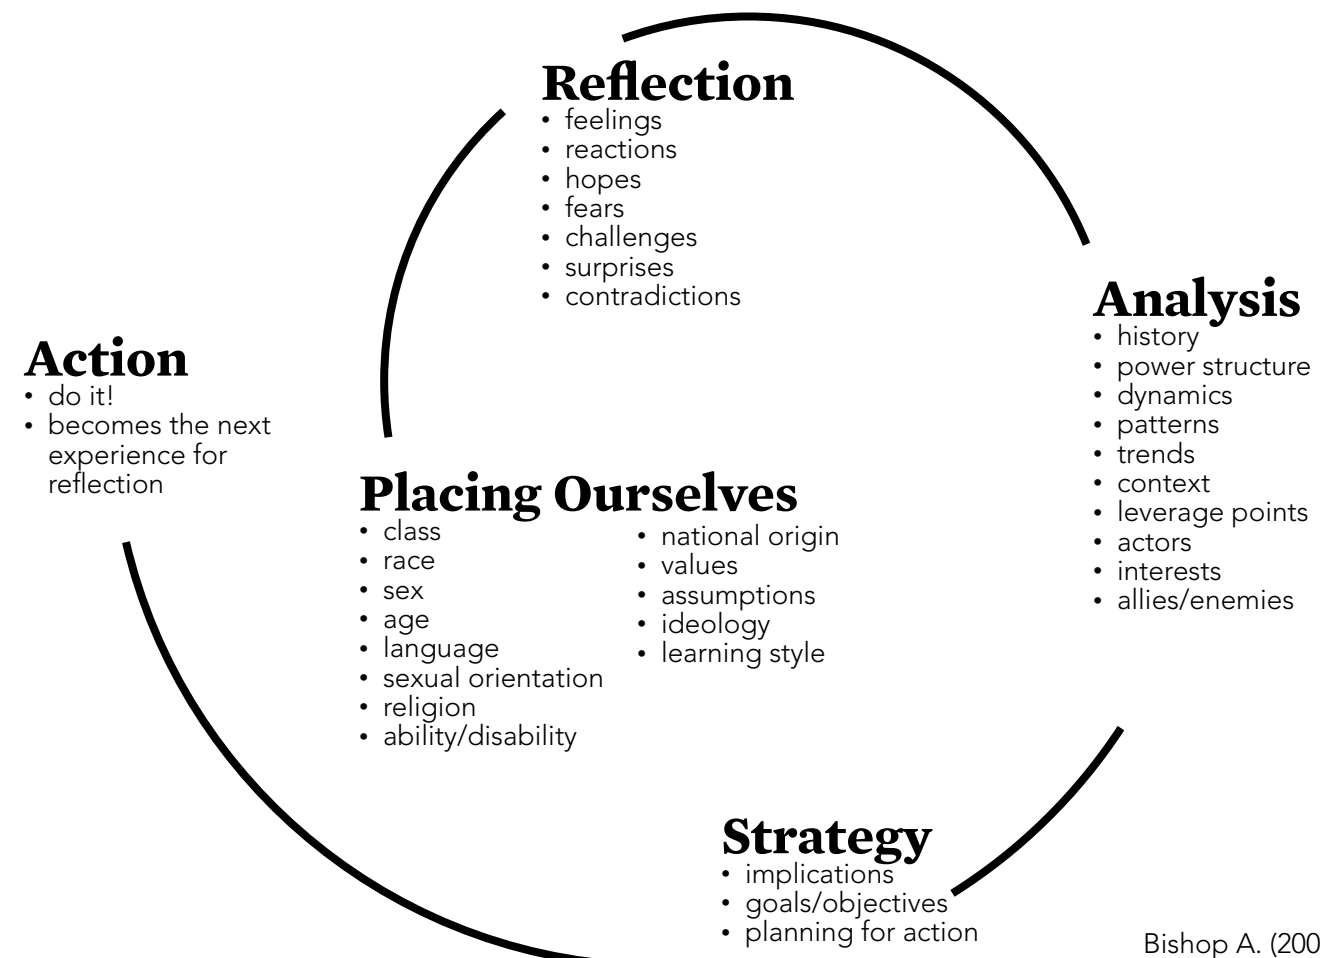 Reflection
• feelings
• reactions
• hopes
• fears
• challenges
• surprises
• contradictions
Analysis
• history
• power structure
• dynamics
• patterns
• trends
• context
• leverage points
• actors
• interests
• allies/enemies
Action
• do it!
• becomes the next
experience for
reflection
Placing Ourselves
• class
• race
• sex
• age
• language
• sexual orientation
• religion
• ability/disability
• national origin
• values
• assumptions
• ideology
• learning style
Strategy
• implications
• goals/objectives
• planning for action
Bishop A. (200